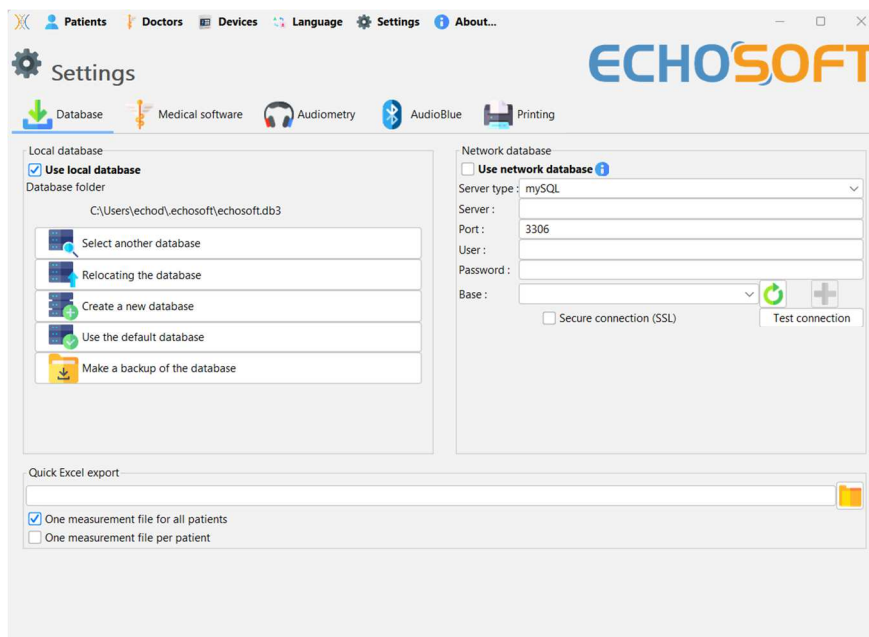 Patients Doctors Devices Language Settings About...
Settings
ECHOSOFT
Database Medical software Audiometry AudioBlue Printing
Local database
Use local database
Database folder
C:\Users\echod\.echosoft\echosoft.db3
Select another database
Relocating the database
Create a new database
Use the default database
Make a backup of the database
Network database
Use network database
Server type : mySQL
Server :
Port : 3306
User :
Password :
Base :
Secure connection (SSL) Test connection
Quick Excel export
One measurement file for all patients
One measurement file per patient